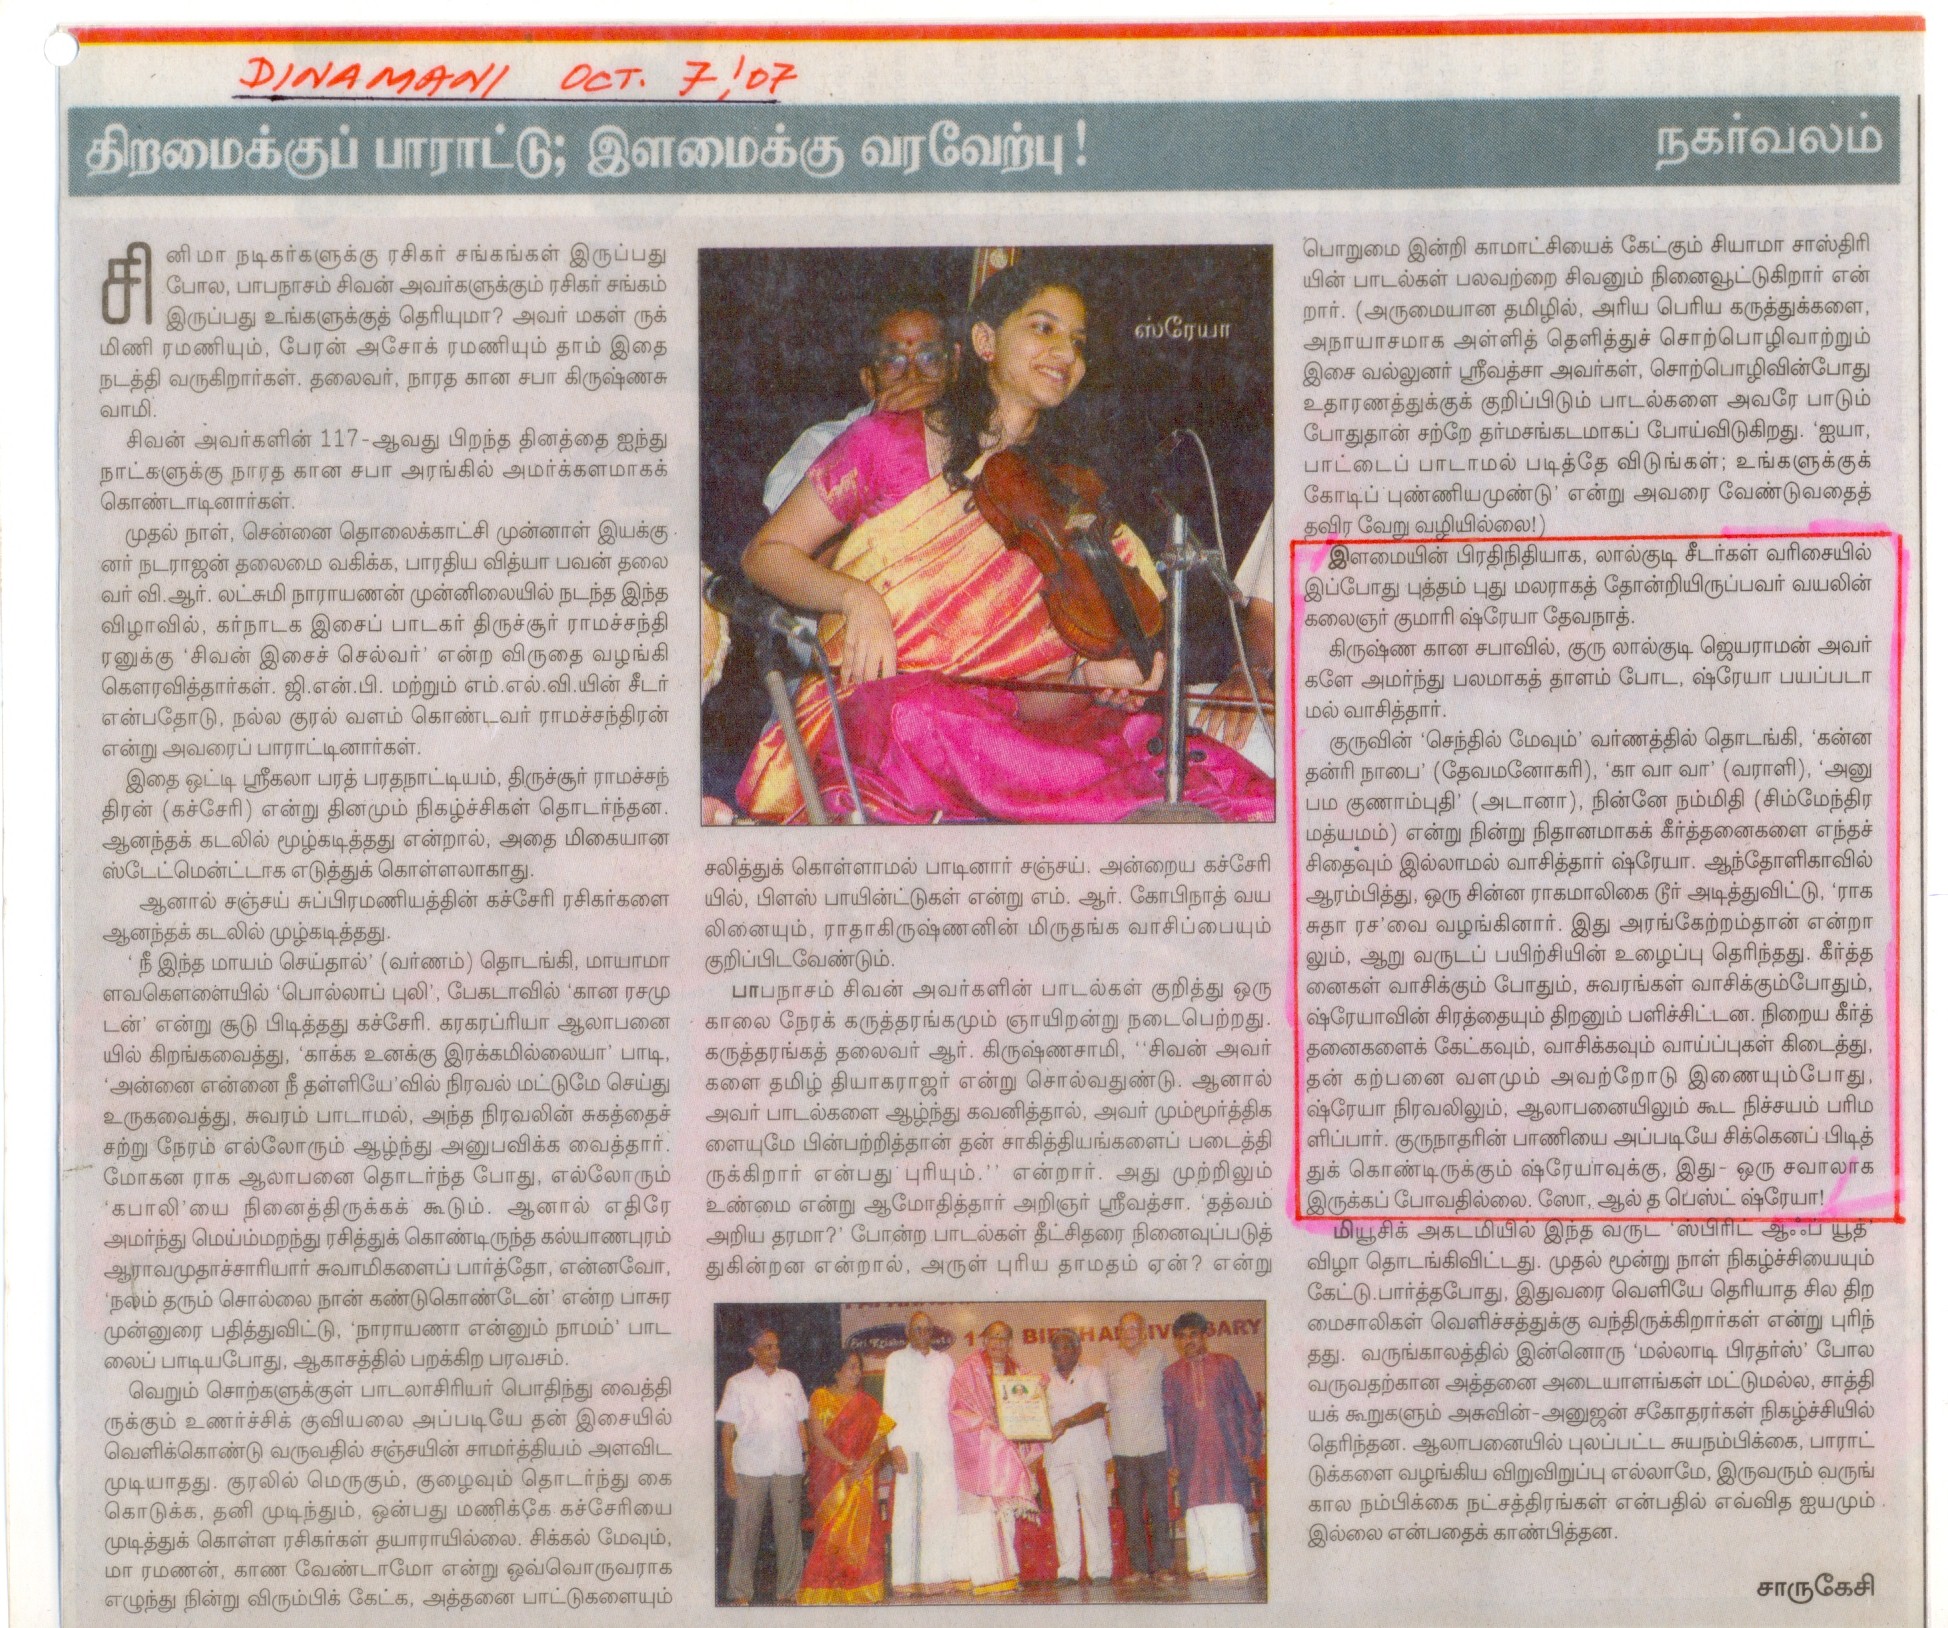 DINAMANI OCT. 7, '07
திறமைக்குப் பாராட்டு; இளமைக்கு வரவேற்பு!
நகர்வலம்
சினிமா நடிகர்களுக்கு ரசிகர் சங்கங்கள் இருப்பது
போல, பாபநாசம் சிவன் அவர்களுக்கும் ரசிகர் சங்கம்
இருப்பது உங்களுக்குத் தெரியுமா? அவர் மகள் ருக்
மிணி ரமணியும், பேரன் அசோக் ரமணியும் தாம் இதை
நடத்தி வருகிறார்கள். தலைவர், நாரத கான சபா கிருஷ்ணசு
வாமி.
சிவன் அவர்களின் 117-ஆவது பிறந்த தினத்தை ஐந்து
நாட்களுக்கு நாரத கான சபா அரங்கில் அமர்க்களமாகக்
கொண்டாடினார்கள்.
முதல் நாள், சென்னை தொலைக்காட்சி முன்னாள் இயக்கு
னர் நடராஜன் தலைமை வகிக்க, பாரதிய வித்யா பவன் தலை
வர் வி.ஆர். லட்சுமி நாராயணன் முன்னிலையில் நடந்த இந்த
விழாவில், கர்நாடக இசைப் பாடகர் திருச்சூர் ராமச்சந்தி
ரனுக்கு ‘சிவன் இசைச் செல்வர்’ என்ற விருதை வழங்கி
கௌரவித்தார்கள். ஜி.என்.பி. மற்றும் எம்.எல்.வி.யின் சீடர்
என்பதோடு, நல்ல குரல் வளம் கொண்டவர் ராமச்சந்திரன்
என்று அவரைப் பாராட்டினார்கள்.
இதை ஒட்டி ஸ்ரீகலா பரத் பரதநாட்டியம், திருச்சூர் ராமச்சந்
திரன் (கச்சேரி) என்று தினமும் நிகழ்ச்சிகள் தொடர்ந்தன.
ஆனந்தக் கடலில் மூழ்கடித்தது என்றால், அதை மிகையான
ஸ்டேட்மென்ட்டாக எடுத்துக் கொள்ளலாகாது.
ஆனால் சஞ்சய் சுப்பிரமணியத்தின் கச்சேரி ரசிகர்களை
ஆனந்தக் கடலில் முழ்கடித்தது.
‘ நீ இந்த மாயம் செய்தால்’ (வர்ணம்) தொடங்கி, மாயாமா
ளவகௌளையில் ‘பொல்லாப் புலி’, பேகடாவில் ‘கான ரசமு
டன்’ என்று சூடு பிடித்தது கச்சேரி. கரகரப்ரியா ஆலாபனை
யில் கிறங்கவைத்து, ‘காக்க உனக்கு இரக்கமில்லையா’ பாடி,
‘அன்னை என்னை நீ தள்ளியே’வில் நிரவல் மட்டுமே செய்து
உருகவைத்து, சுவரம் பாடாமல், அந்த நிரவலின் சுகத்தைச்
சற்று நேரம் எல்லோரும் ஆழ்ந்து அனுபவிக்க வைத்தார்.
மோகன ராக ஆலாபனை தொடர்ந்த போது, எல்லோரும்
‘கபாலி’யை நினைத்திருக்கக் கூடும். ஆனால் எதிரே
அமர்ந்து மெய்ம்மறந்து ரசித்துக் கொண்டிருந்த கல்யாணபுரம்
ஆராவமுதாச்சாரியார் சுவாமிகளைப் பார்த்தோ, என்னவோ,
‘நலம் தரும் சொல்லை நான் கண்டுகொண்டேன்’ என்ற பாசுர
முன்னுரை பதித்துவிட்டு, ‘நாராயணா என்னும் நாமம்’ பாட
லைப் பாடியபோது, ஆகாசத்தில் பறக்கிற பரவசம்.
வெறும் சொற்களுக்குள் பாடலாசிரியர் பொதிந்து வைத்தி
ருக்கும் உணர்ச்சிக் குவியலை அப்படியே தன் இசையில்
வெளிக்கொண்டு வருவதில் சஞ்சயின் சாமர்த்தியம் அளவிட
முடியாதது. குரலில் மெருகும், குழைவும் தொடர்ந்து கை
கொடுக்க, தனி முடிந்தும், ஒன்பது மணிக்கே கச்சேரியை
முடித்துக் கொள்ள ரசிகர்கள் தயாராயில்லை. சிக்கல் மேவும்,
மா ரமணன், காண வேண்டாமோ என்று ஒவ்வொருவராக
எழுந்து நின்று விரும்பிக் கேட்க, அத்தனை பாட்டுகளையும்
ஸ்ரேயா
சலித்துக் கொள்ளாமல் பாடினார் சஞ்சய். அன்றைய கச்சேரி
யில், பிளஸ் பாயின்ட்டுகள் என்று எம். ஆர். கோபிநாத் வய
லினையும், ராதாகிருஷ்ணனின் மிருதங்க வாசிப்பையும்
குறிப்பிடவேண்டும்.
பாபநாசம் சிவன் அவர்களின் பாடல்கள் குறித்து ஒரு
காலை நேரக் கருத்தரங்கமும் ஞாயிறன்று நடைபெற்றது.
கருத்தரங்கத் தலைவர் ஆர். கிருஷ்ணசாமி, ‘‘சிவன் அவர்
களை தமிழ் தியாகராஜர் என்று சொல்வதுண்டு. ஆனால்
அவர் பாடல்களை ஆழ்ந்து கவனித்தால், அவர் மும்மூர்த்திக
ளையுமே பின்பற்றித்தான் தன் சாகித்தியங்களைப் படைத்தி
ருக்கிறார் என்பது புரியும்.’’ என்றார். அது முற்றிலும்
உண்மை என்று ஆமோதித்தார் அறிஞர் ஸ்ரீவத்சா. ‘தத்வம்
அறிய தரமா?’ போன்ற பாடல்கள் தீட்சிதரை நினைவுப்படுத்
துகின்றன என்றால், அருள் புரிய தாமதம் ஏன்? என்று
BIRTH ANNIVERSARY
பொறுமை இன்றி காமாட்சியைக் கேட்கும் சியாமா சாஸ்திரி
யின் பாடல்கள் பலவற்றை சிவனும் நினைவூட்டுகிறார் என்
றார். (அருமையான தமிழில், அரிய பெரிய கருத்துக்களை,
அநாயாசமாக அள்ளித் தெளித்துச் சொற்பொழிவாற்றும்
இசை வல்லுனர் ஸ்ரீவத்சா அவர்கள், சொற்பொழிவின்போது
உதாரணத்துக்குக் குறிப்பிடும் பாடல்களை அவரே பாடும்
போதுதான் சற்றே தர்மசங்கடமாகப் போய்விடுகிறது. ‘ஐயா,
பாட்டைப் பாடாமல் படித்தே விடுங்கள்; உங்களுக்குக்
கோடிப் புண்ணியமுண்டு’ என்று அவரை வேண்டுவதைத்
தவிர வேறு வழியில்லை!)
இளமையின் பிரதிநிதியாக, லால்குடி சீடர்கள் வரிசையில்
இப்போது புத்தம் புது மலராகத் தோன்றியிருப்பவர் வயலின்
கலைஞர் குமாரி ஷ்ரேயா தேவநாத்.
கிருஷ்ண கான சபாவில், குரு லால்குடி ஜெயராமன் அவர்
களே அமர்ந்து பலமாகத் தாளம் போட, ஷ்ரேயா பயப்படா
மல் வாசித்தார்.
குருவின் ‘செந்தில் மேவும்’ வர்ணத்தில் தொடங்கி, ‘கன்ன
தன்ரி நாபை’ (தேவமனோகரி), ‘கா வா வா’ (வராளி), ‘அனு
பம குணாம்புதி’ (அடானா), நின்னே நம்மிதி (சிம்மேந்திர
மத்யமம்) என்று நின்று நிதானமாகக் கீர்த்தனைகளை எந்தச்
சிதைவும் இல்லாமல் வாசித்தார் ஷ்ரேயா. ஆந்தோளிகாவில்
ஆரம்பித்து, ஒரு சின்ன ராகமாலிகை டூர் அடித்துவிட்டு, ‘ராக
சுதா ரச’வை வழங்கினார். இது அரங்கேற்றம்தான் என்றா
லும், ஆறு வருடப் பயிற்சியின் உழைப்பு தெரிந்தது. கீர்த்த
னைகள் வாசிக்கும் போதும், சுவரங்கள் வாசிக்கும்போதும்,
ஷ்ரேயாவின் சிரத்தையும் திறனும் பளிச்சிட்டன. நிறைய கீர்த்
தனைகளைக் கேட்கவும், வாசிக்கவும் வாய்ப்புகள் கிடைத்து,
தன் கற்பனை வளமும் அவற்றோடு இணையும்போது,
ஷ்ரேயா நிரவலிலும், ஆலாபனையிலும் கூட நிச்சயம் பரிம
ளிப்பார். குருநாதரின் பாணியை அப்படியே சிக்கெனப் பிடித்
துக் கொண்டிருக்கும் ஷ்ரேயாவுக்கு, இது- ஒரு சவாலாக
இருக்கப் போவதில்லை. ஸோ, ஆல் த பெஸ்ட் ஷ்ரேயா!
மியூசிக் அகடமியில் இந்த வருட ‘ஸ்பிரிட் ஆஃப் யூத்’
விழா தொடங்கிவிட்டது. முதல் மூன்று நாள் நிகழ்ச்சியையும்
கேட்டு.பார்த்தபோது, இதுவரை வெளியே தெரியாத சில திற
மைசாலிகள் வெளிச்சத்துக்கு வந்திருக்கிறார்கள் என்று புரிந்
தது. வருங்காலத்தில் இன்னொரு ‘மல்லாடி பிரதர்ஸ்’ போல
வருவதற்கான அத்தனை அடையாளங்கள் மட்டுமல்ல, சாத்தி
யக் கூறுகளும் அசுவின்-அனுஜன் சகோதரர்கள் நிகழ்ச்சியில்
தெரிந்தன. ஆலாபனையில் புலப்பட்ட சுயநம்பிக்கை, பாராட்
டுக்களை வழங்கிய விறுவிறுப்பு எல்லாமே, இருவரும் வருங்
கால நம்பிக்கை நட்சத்திரங்கள் என்பதில் எவ்வித ஐயமும்
இல்லை என்பதைக் காண்பித்தன.
சாருகேசி